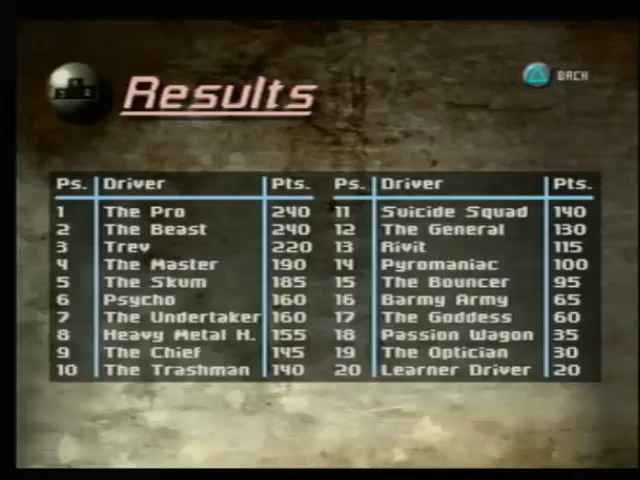 Results
BACK
Ps. Driver Pts. Ps. Driver Pts.
1 The Pro 240 11 Suicide Squad 140
2 The Beast 240 12 The General 130
3 Trev 220 13 Rivit 115
4 The Master 190 14 Pyromaniac 100
5 The Skum 185 15 The Bouncer 95
6 Psycho 160 16 Barmy Army 65
7 The Undertaker 160 17 The Goddess 60
8 Heavy Metal H. 155 18 Passion Wagon 35
9 The Chief 145 19 The Optician 30
10 The Trashman 140 20 Learner Driver 20